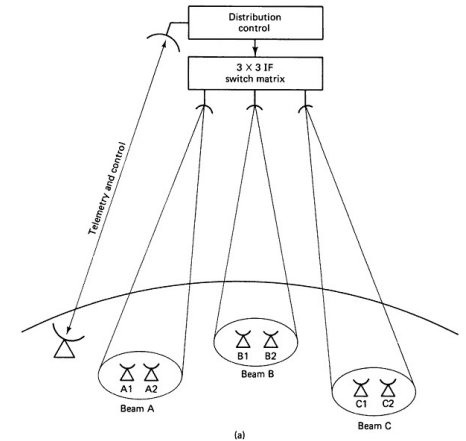 Distribution
control
3 X 3 IF
switch matrix
Telemetry and control
B1 B2
Beam B
A1 A2
Beam A
C1 C2
Beam C
(a)